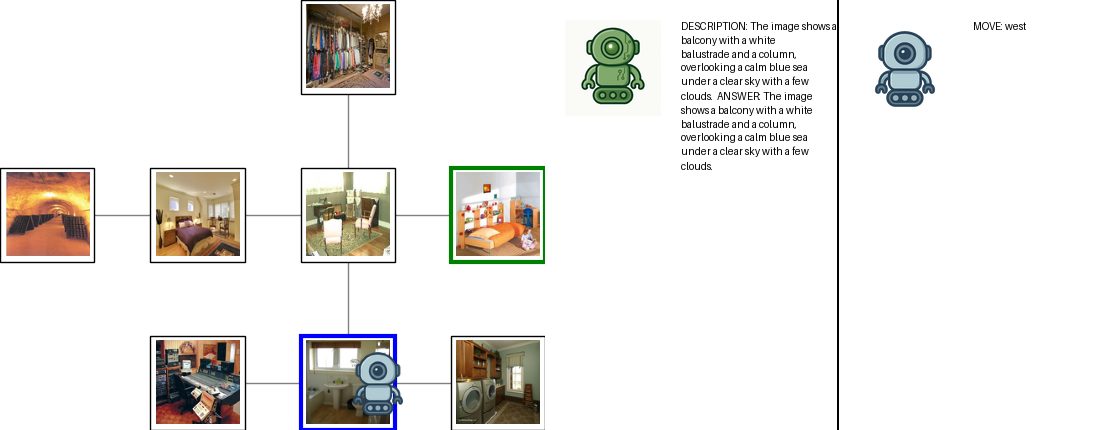 DESCRIPTION: The image shows a
balcony with a white
balustrade and a column,
overlooking a calm blue sea
under a clear sky with a few
clouds. ANSWER: The image
shows a balcony with a white
balustrade and a column,
overlooking a calm blue sea
under a clear sky with a few
clouds.
MOVE: west